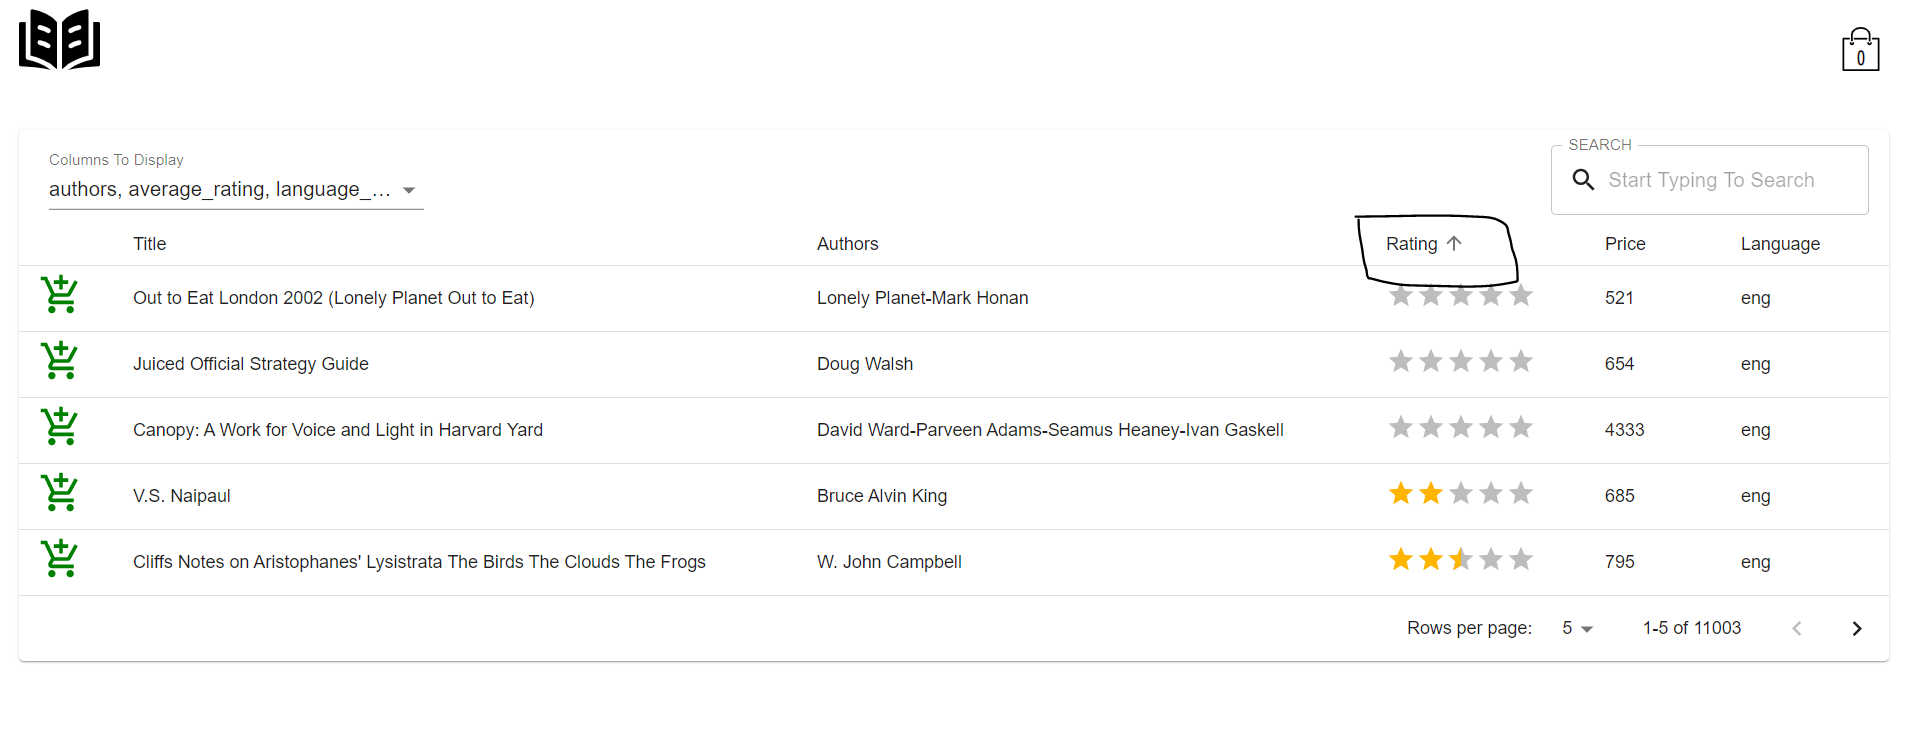 0
Columns To Display
authors, average_rating, language_...
SEARCH
Start Typing To Search
Title Authors Rating Price Language
Out to Eat London 2002 (Lonely Planet Out to Eat) Lonely Planet-Mark Honan 521 eng
Juiced Official Strategy Guide Doug Walsh 654 eng
Canopy: A Work for Voice and Light in Harvard Yard David Ward-Parveen Adams-Seamus Heaney-Ivan Gaskell 4333 eng
V.S. Naipaul Bruce Alvin King 685 eng
Cliffs Notes on Aristophanes' Lysistrata The Birds The Clouds The Frogs W. John Campbell 795 eng
Rows per page: 5 1-5 of 11003